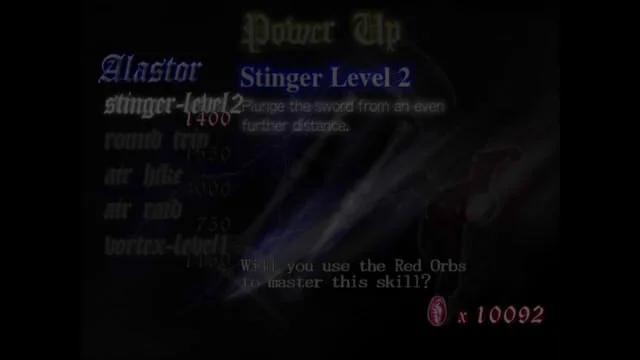 Power Up
Alastor
Stinger Level 2
stinger-level2
Plunge the sword from an even
further distance.
1400
round trip
air hike
air raid
750
vortex-level1
Will you use the Red Orbs
to master this skill?
x 10092